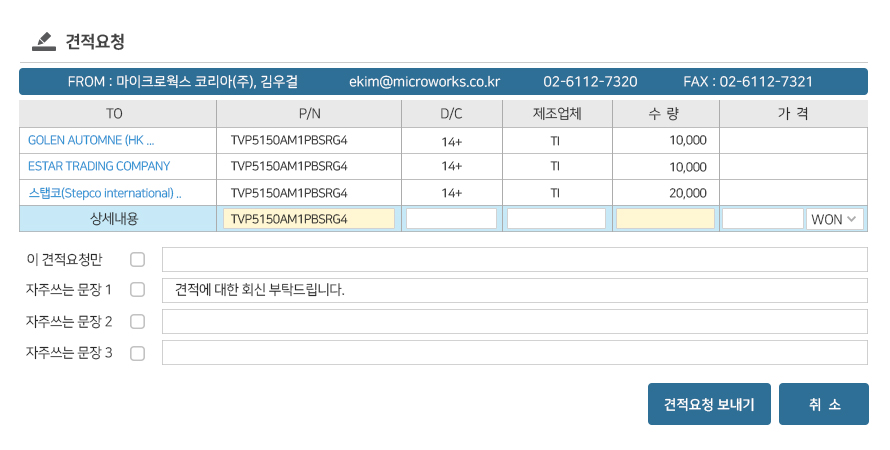 견적요청
FROM : 마이크로웍스 코리아(주), 김우걸 ekim@microworks.co.kr 02-6112-7320 FAX : 02-6112-7321
TO P/N D/C 제조업체 수 량 가 격
GOLEN AUTOMNE (HK ... TVP5150AM1PBSRG4 14+ TI 10,000
ESTAR TRADING COMPANY TVP5150AM1PBSRG4 14+ TI 10,000
스탭코(Stepco international) .. TVP5150AM1PBSRG4 14+ TI 20,000
상세내용 TVP5150AM1PBSRG4 WON
이 견적요청만
자주쓰는 문장 1 견적에 대한 회신 부탁드립니다.
자주쓰는 문장 2
자주쓰는 문장 3
견적요청 보내기 취 소